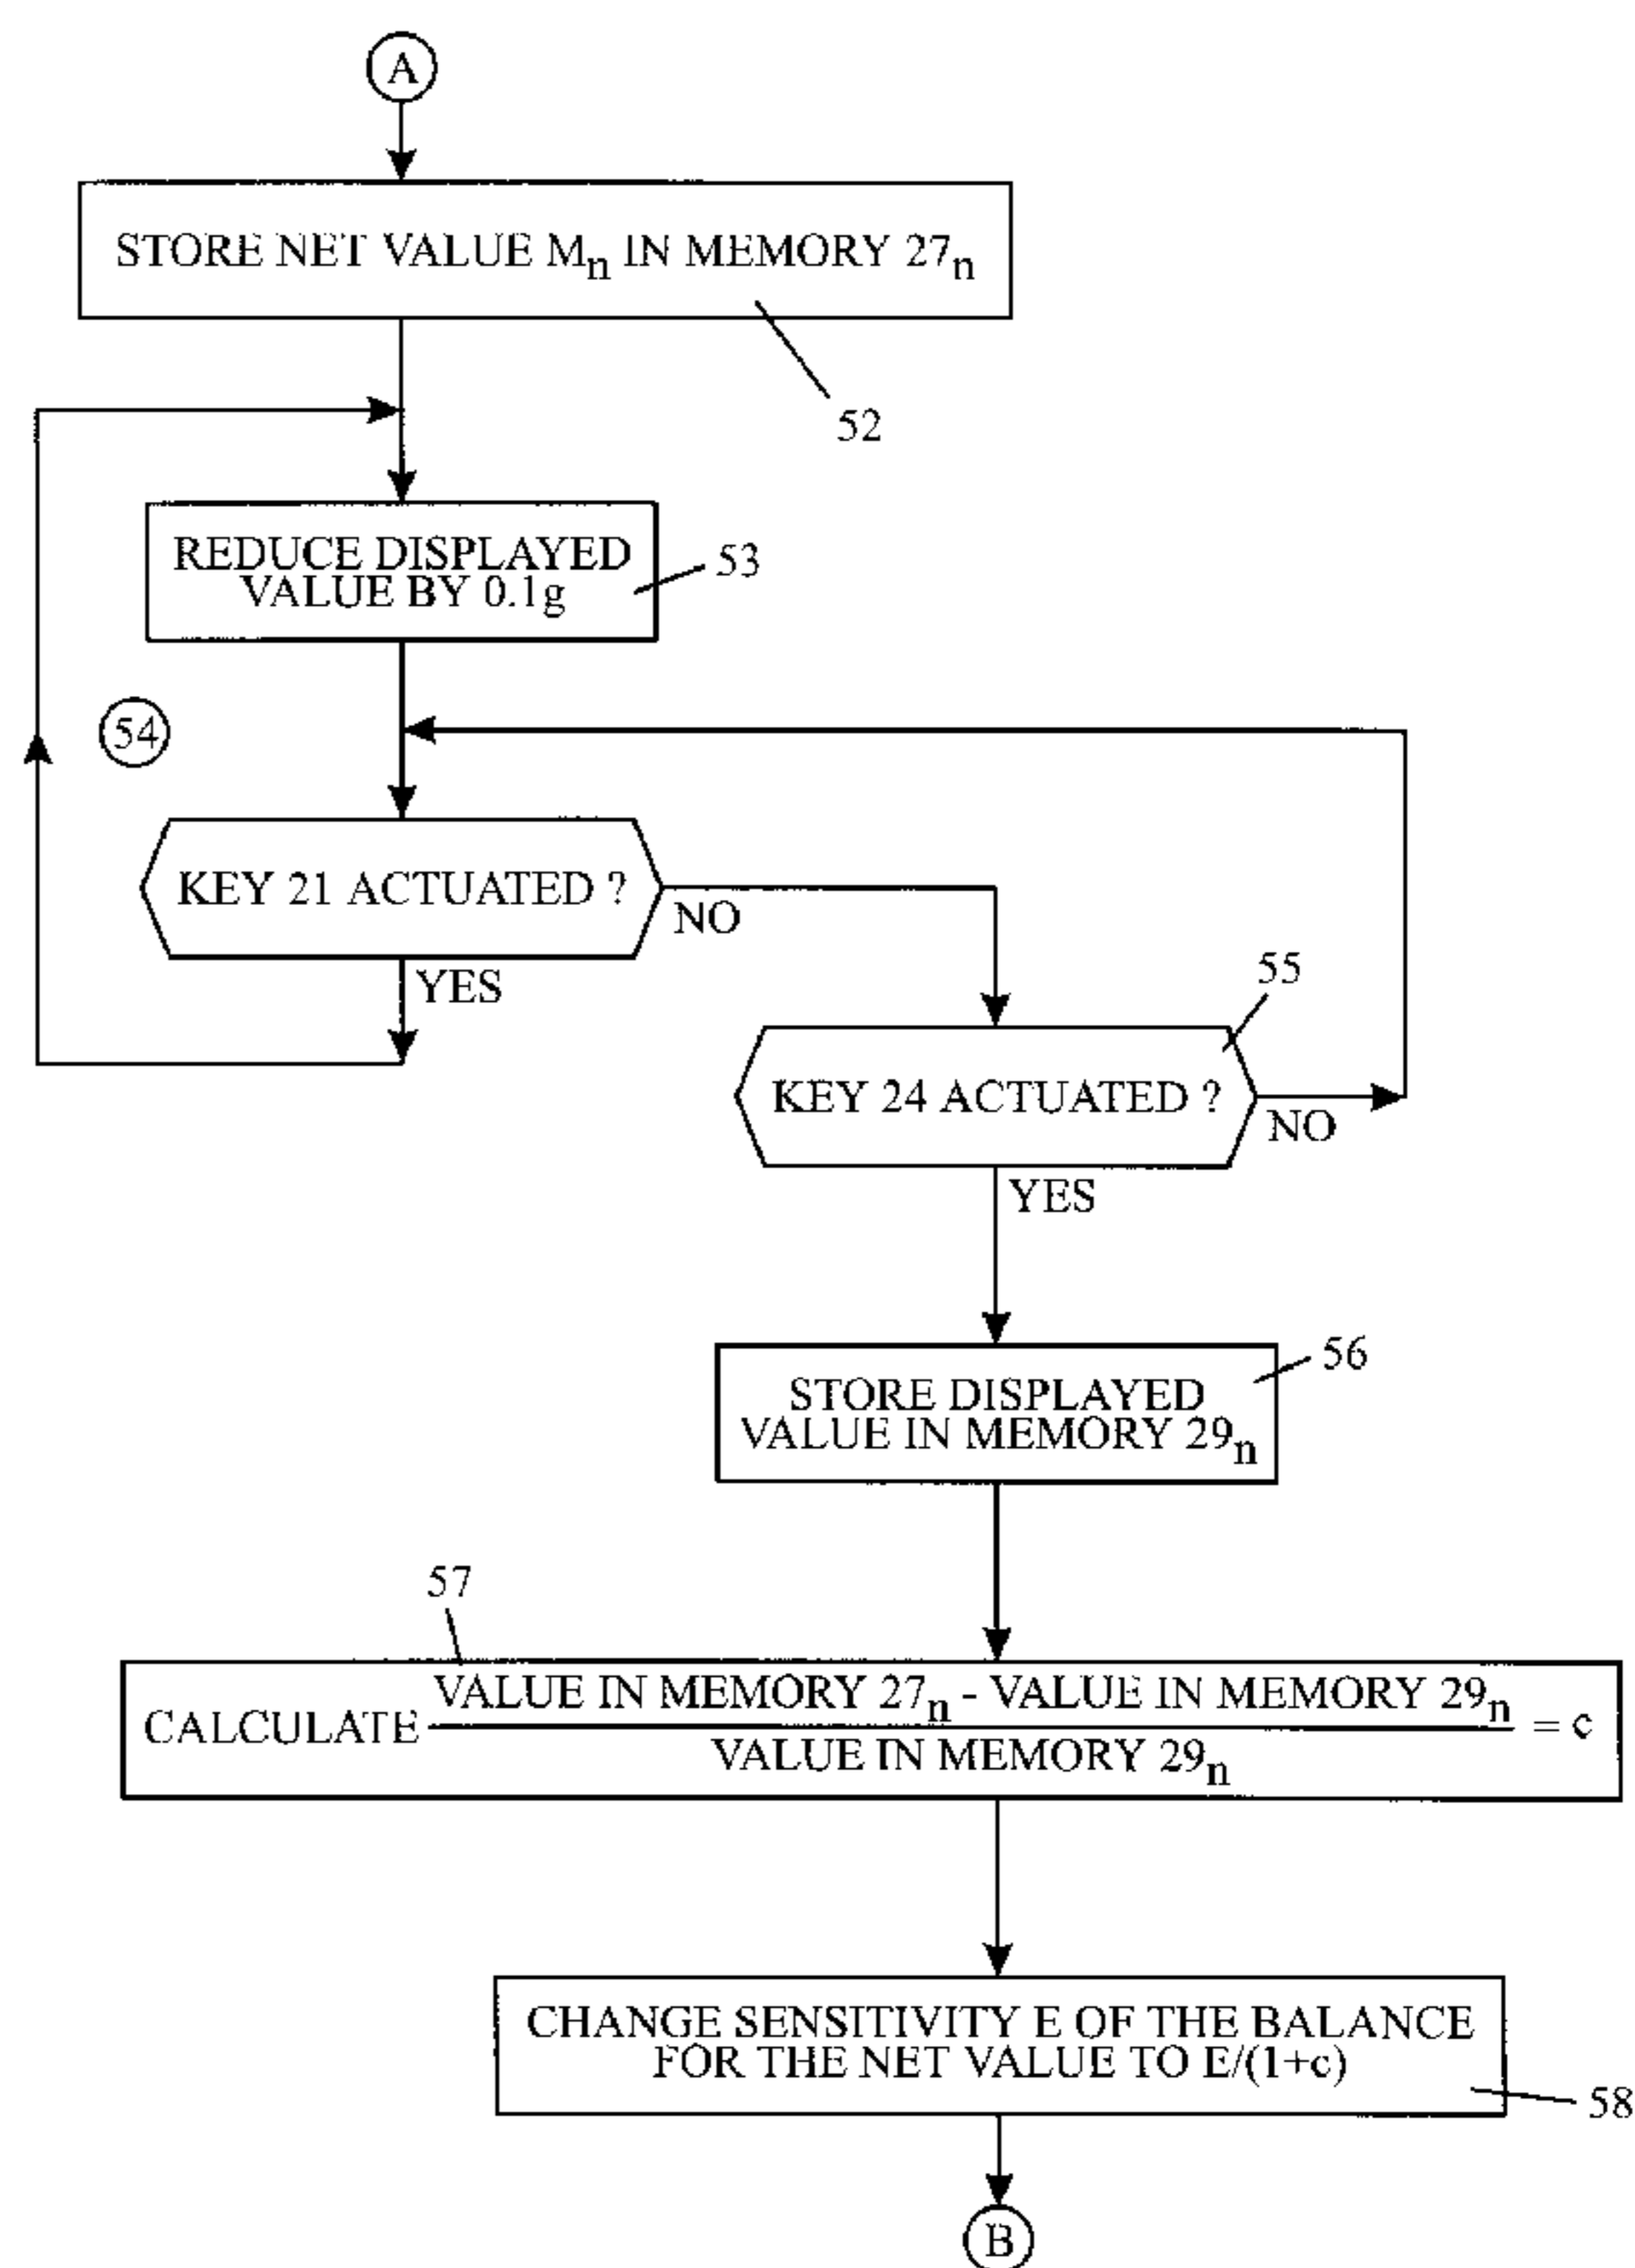 A
STORE NET VALUE Mn IN MEMORY 27n
52
REDUCE DISPLAYED
VALUE BY 0.1g
53
54
KEY 21 ACTUATED ?
NO
YES
55
KEY 24 ACTUATED ?
NO
YES
56
STORE DISPLAYED
VALUE IN MEMORY 29n
57
CALCULATE
VALUE IN MEMORY 27n - VALUE IN MEMORY 29n
VALUE IN MEMORY 29n
= c
CHANGE SENSITIVITY E OF THE BALANCE
FOR THE NET VALUE TO E/(1+c)
58
B